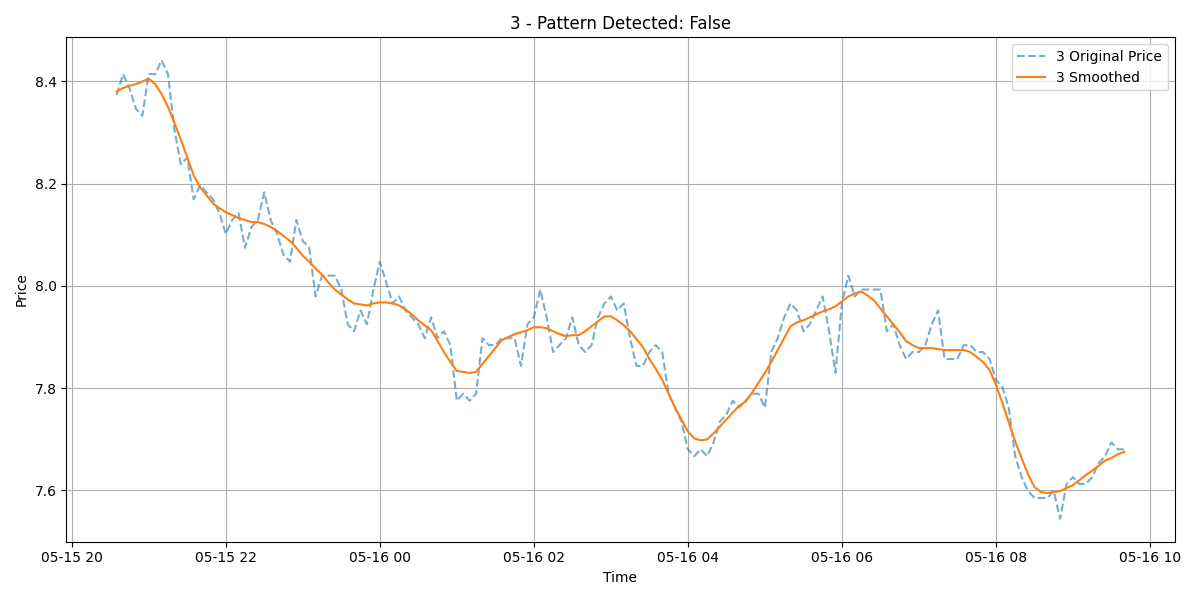 3 - Pattern Detected: False
3 Original Price
3 Smoothed
Price
8.4
8.2
8.0
7.8
7.6
05-15 20
05-15 22
05-16 00
05-16 02
05-16 04
05-16 06
05-16 08
05-16 10
Time